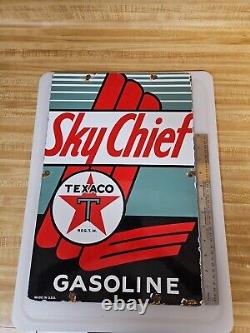 Sky Chief
TEXACO
T
REG. T. M.
GASOLINE
MADE IN U.S.A.